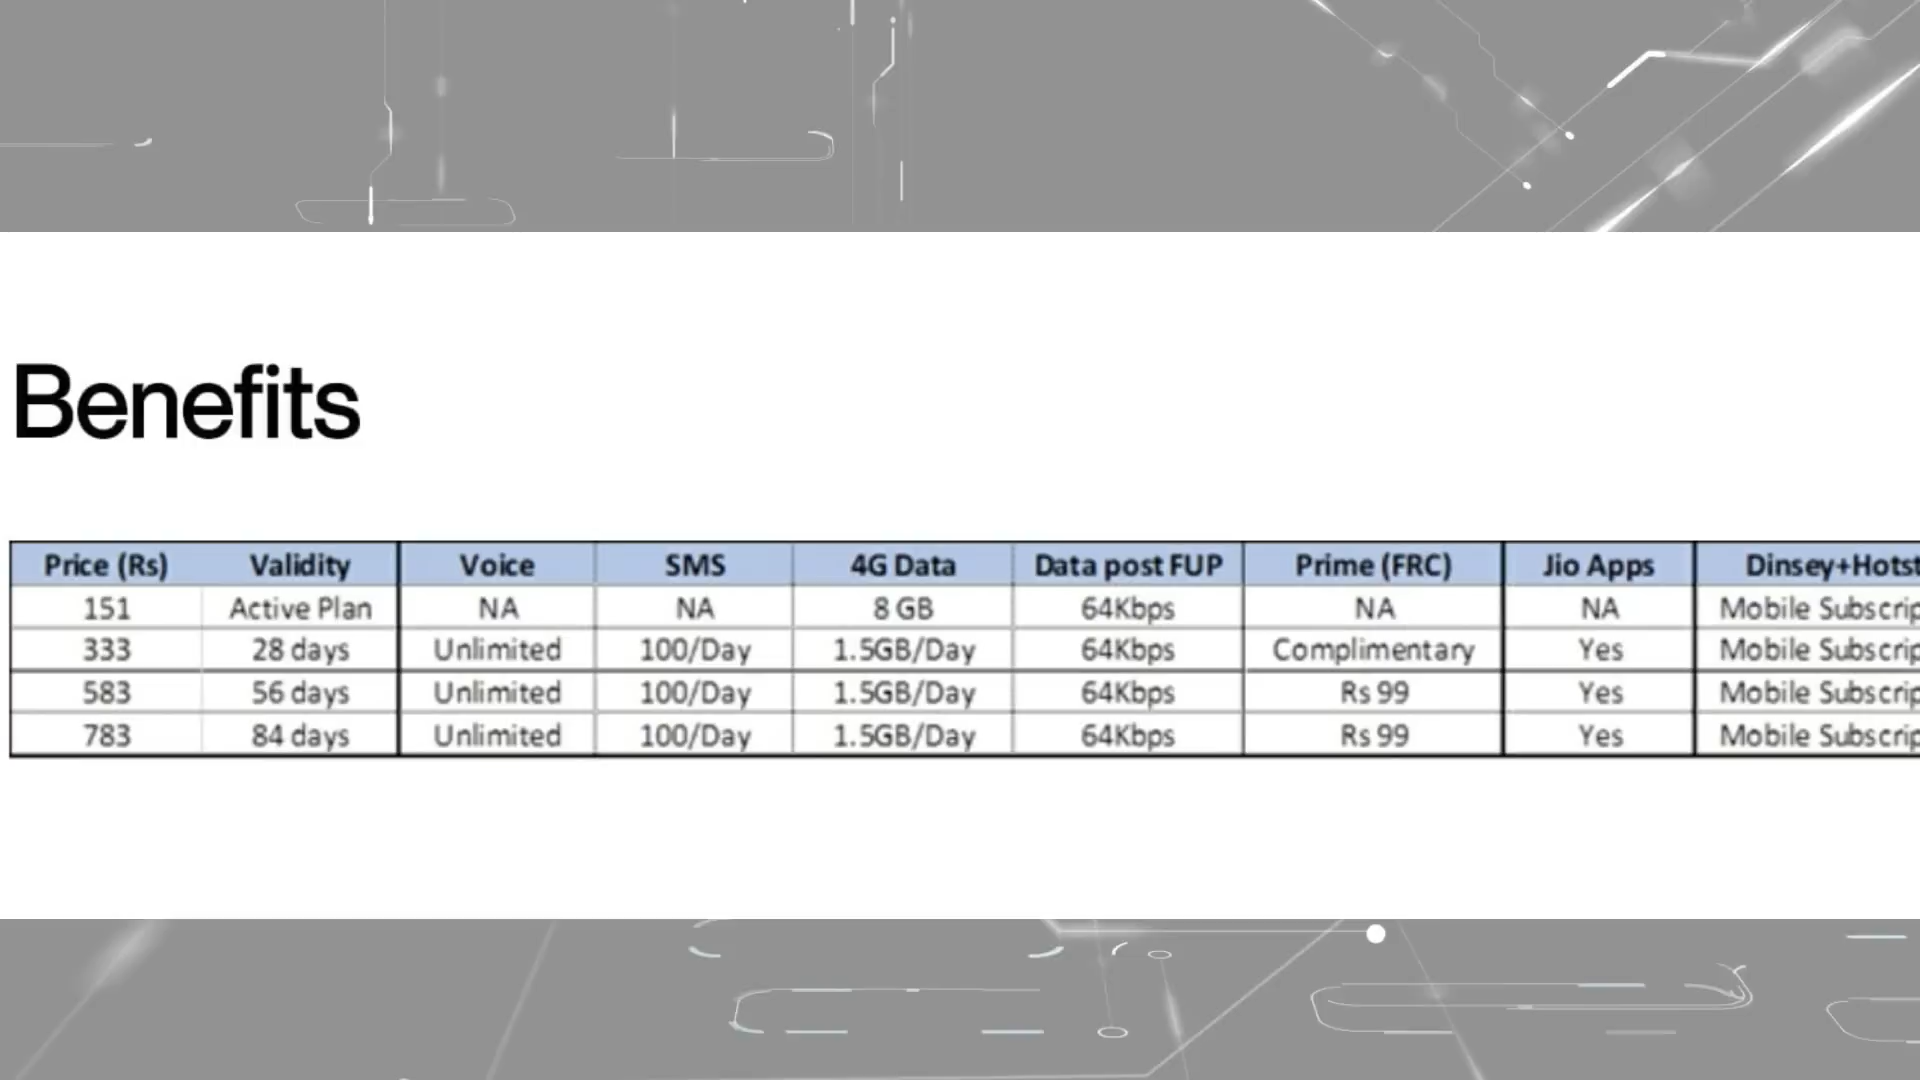 Benefits
Price (Rs) Validity Voice SMS 4G Data Data post FUP Prime (FRC) Jio Apps Dinsey+Hotst
151 Active Plan NA NA 8 GB 64Kbps NA NA Mobile Subscrip
333 28 days Unlimited 100/Day 1.5GB/Day 64Kbps Complimentary Yes Mobile Subscrip
583 56 days Unlimited 100/Day 1.5GB/Day 64Kbps Rs 99 Yes Mobile Subscrip
783 84 days Unlimited 100/Day 1.5GB/Day 64Kbps Rs 99 Yes Mobile Subscrip